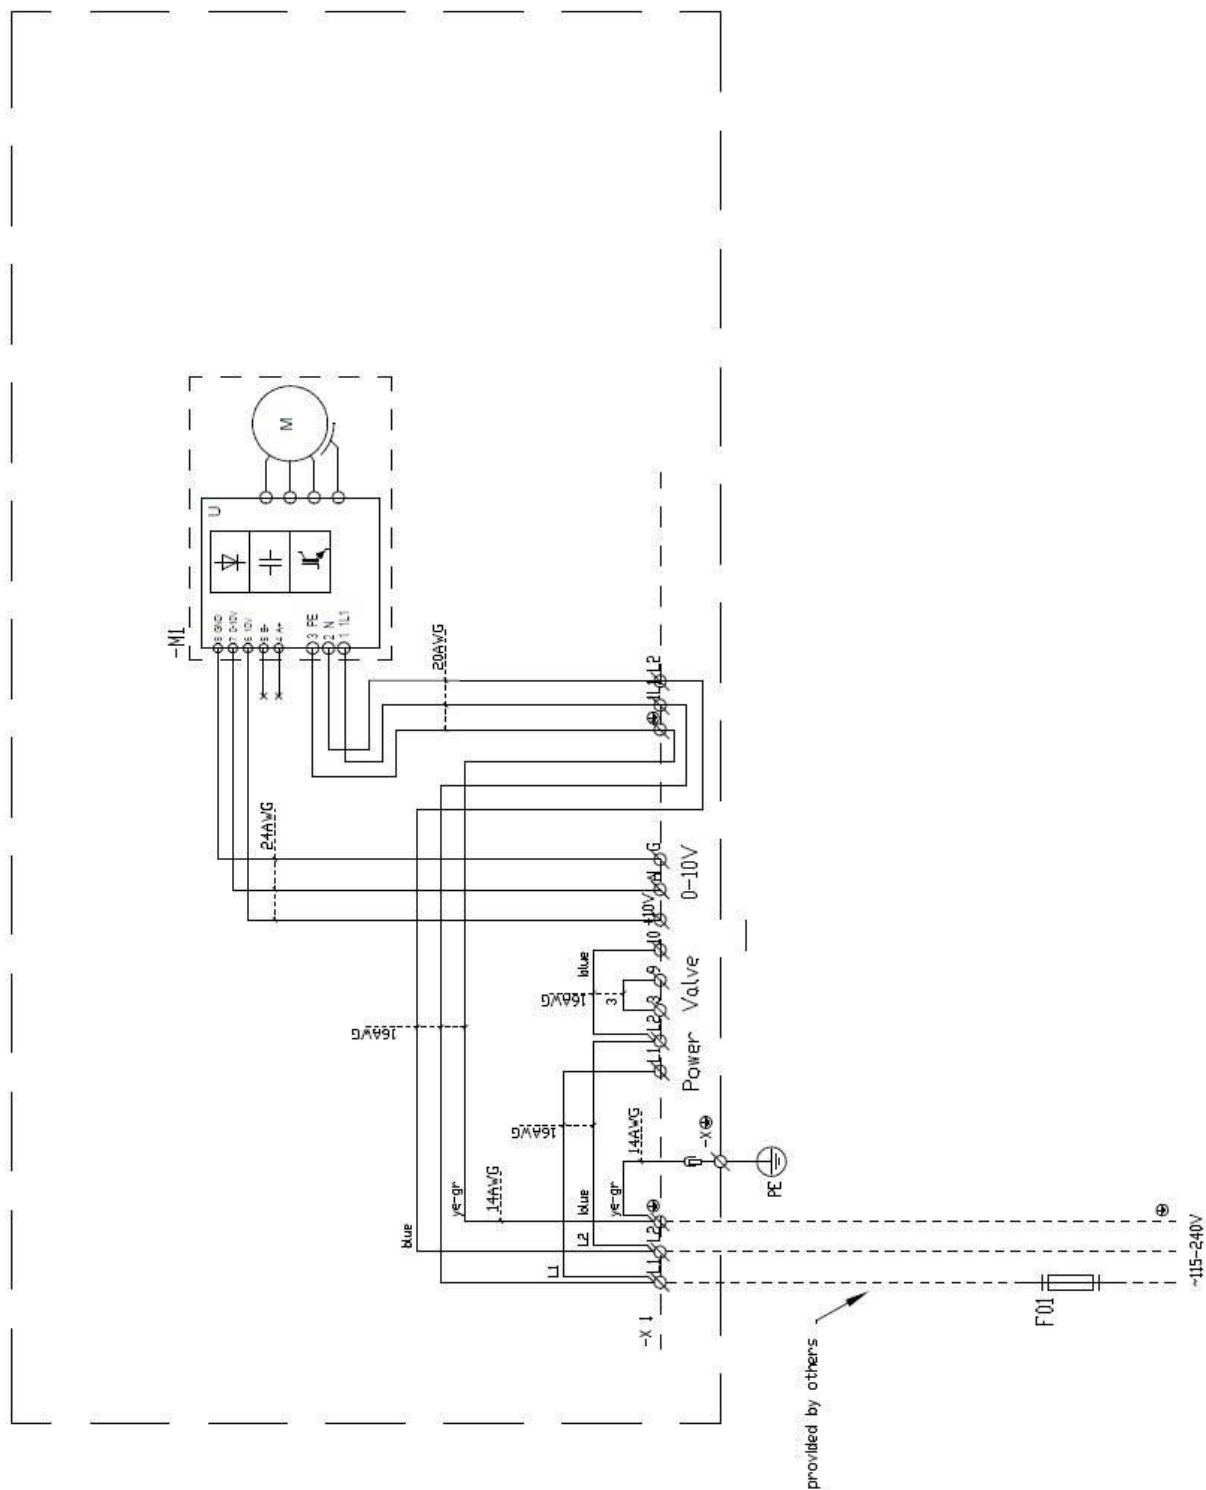 -M1
U
M
8 GND
7 0-10V
6 10V
5 B-
4 A+
3 PE
2 N
1 1L1
24AWG
20AWG
16AWG
blue
ye-gr
14AWG
16AWG
blue
16AWG
3
blue
L1
L2
ye-gr
14AWG
-X 1
L1
L2
L1
L2
3
9
10
+10V
G
1L1
L2
Power
Valve
0-10V
-X
PE
F01
provided by others
~115-240V